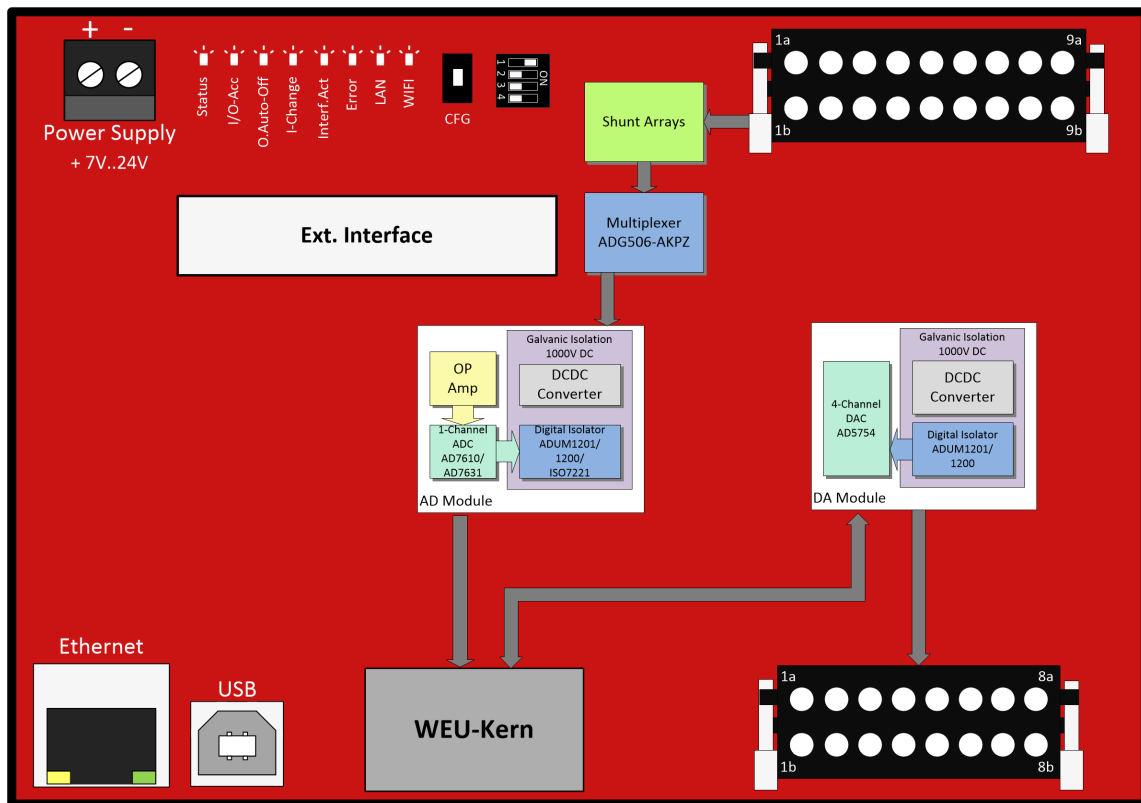 + -
Power Supply
+ 7V..24V
Status
I/O-Acc
O.Auto-Off
I-Change
Interf.Act
Error
LAN
WIFI
CFG
1
2
3
4
ON
1a
9a
1b
9b
Shunt Arrays
Multiplexer
ADG506-AKPZ
Ext. Interface
Galvanic Isolation
1000V DC
OP
Amp
DCDC
Converter
1-Channel
ADC
AD7610/
AD7631
Digital Isolator
ADUM1201/
1200/
ISO7221
AD Module
Galvanic Isolation
1000V DC
4-Channel
DAC
AD5754
DCDC
Converter
Digital Isolator
ADUM1201/
1200
DA Module
Ethernet
USB
WEU-Kern
1a
8a
1b
8b